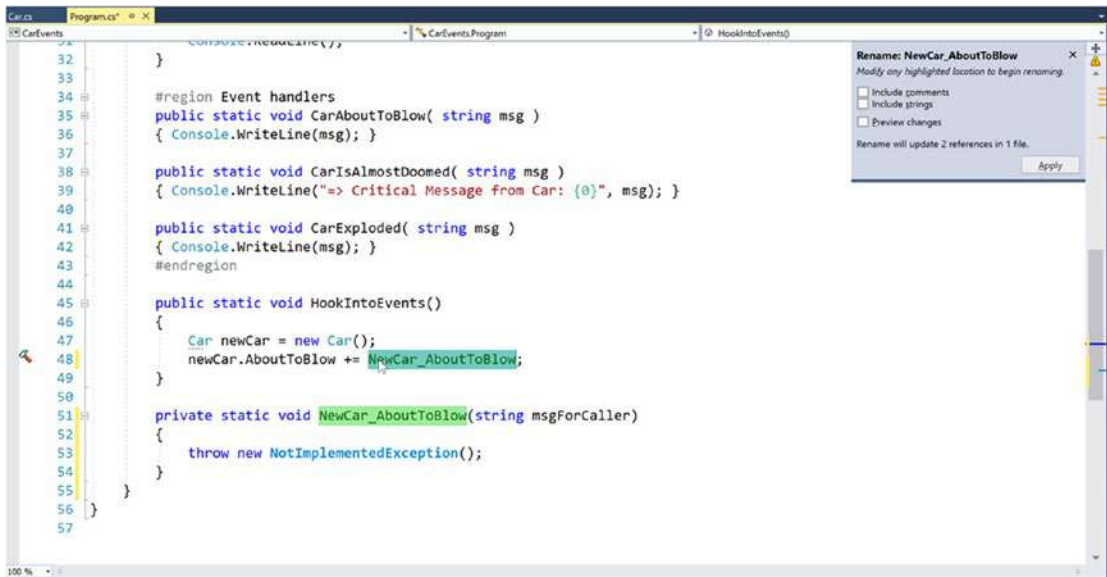 Car.cs
Program.cs*
CarEvents
CarEvents.Program
HookIntoEvents()
31 Console.ReadLine();
32 }
33
34 #region Event handlers
35 public static void CarAboutToBlow( string msg )
36 { Console.WriteLine(msg); }
37
38 public static void CarIsAlmostDoomed( string msg )
39 { Console.WriteLine("=> Critical Message from Car: {0}", msg); }
40
41 public static void CarExploded( string msg )
42 { Console.WriteLine(msg); }
43 #endregion
44
45 public static void HookIntoEvents()
46 {
47 Car newCar = new Car();
48 newCar.AboutToBlow += NewCar_AboutToBlow;
49 }
50
51 private static void NewCar_AboutToBlow(string msgForCaller)
52 {
53 throw new NotImplementedException();
54 }
55 }
56 }
57
Rename: NewCar_AboutToBlow
Modify any highlighted location to begin renaming.
Include comments
Include strings
Preview changes
Rename will update 2 references in 1 file.
Apply
100 %